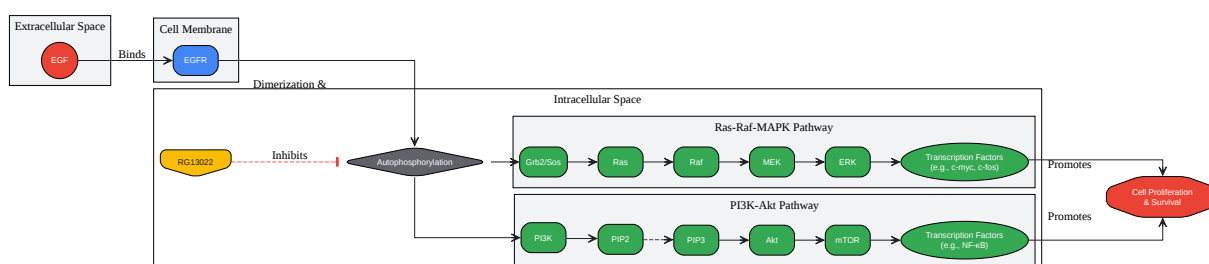 Extracellular Space
EGF
Binds
Cell Membrane
EGFR
Dimerization &
Intracellular Space
RG13022
Inhibits
Autophosphorylation
Ras-Raf-MAPK Pathway
Grb2/Sos
Ras
Raf
MEK
ERK
Transcription Factors
(e.g., c-myc, c-fos)
Promotes
PI3K-Akt Pathway
PI3K
PIP2
PIP3
Akt
mTOR
Transcription Factors
(e.g., NF-κB)
Promotes
Cell Proliferation
& Survival